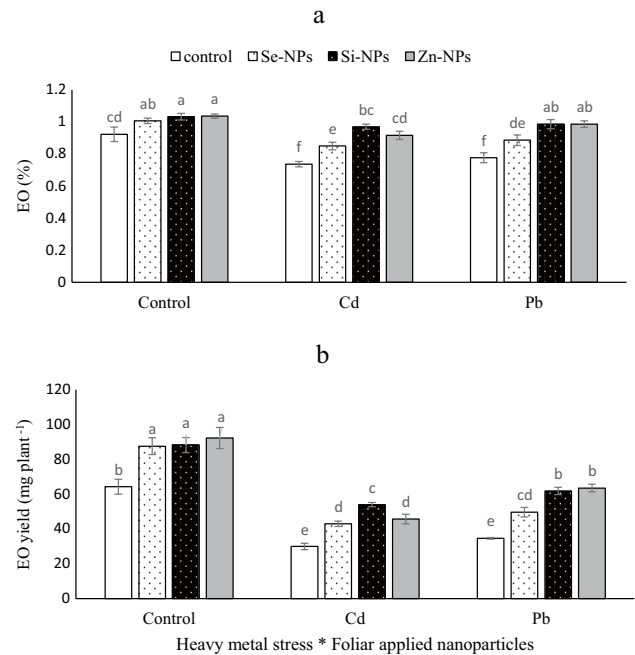 a
control Se-NPs Si-NPs Zn-NPs
EO (%)
1.2
1
0.8
0.6
0.4
0.2
0
cd ab a a
f e bc cd
f de ab ab
Control Cd Pb
b
EO yield (mg plant -1)
120
100
80
60
40
20
0
b a a a
e d c d
e cd b b
Control Cd Pb
Heavy metal stress * Foliar applied nanoparticles